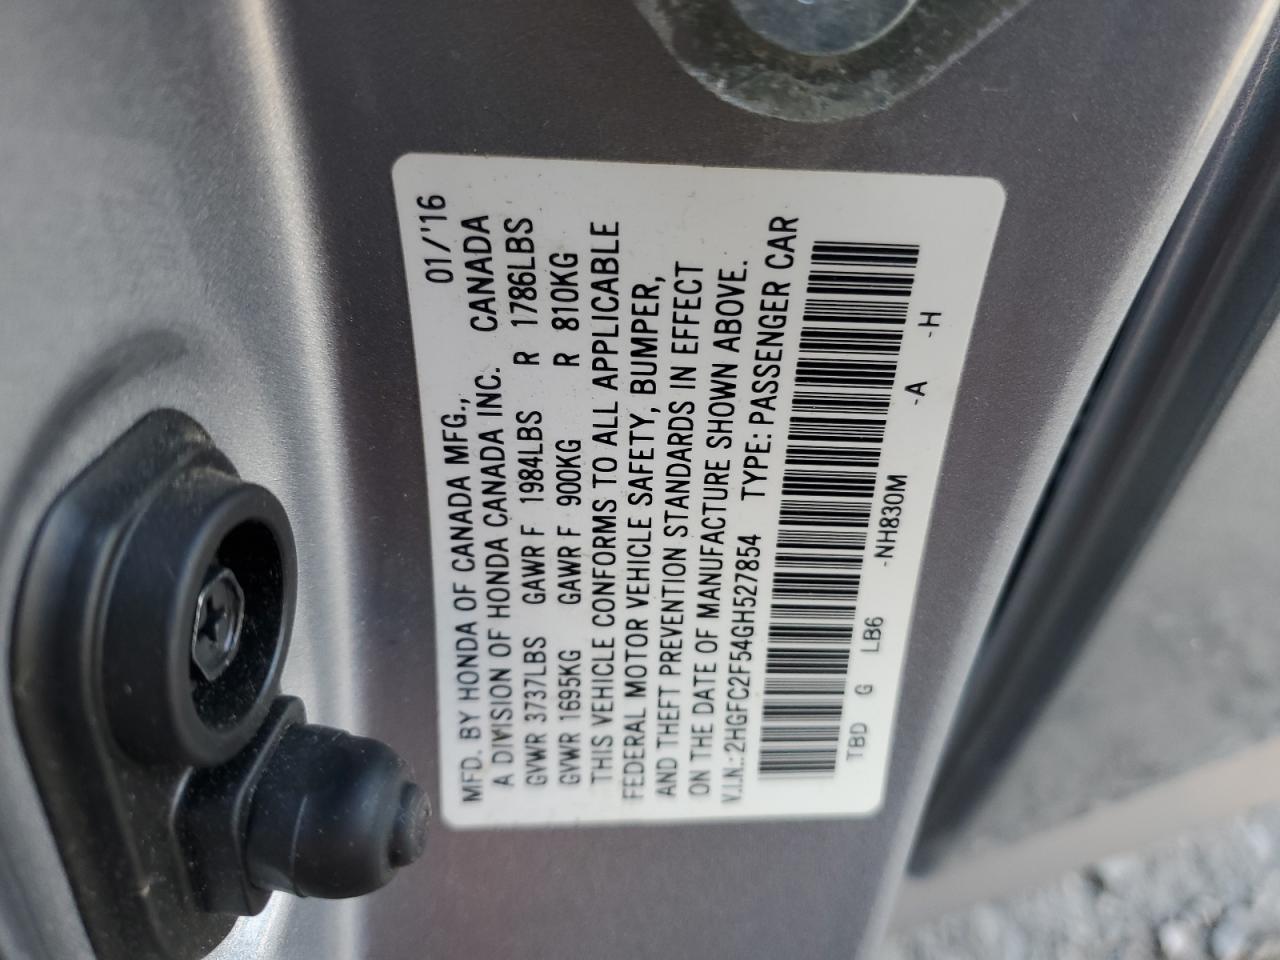 MFD. BY HONDA OF CANADA MFG., 01/'16
A DIVISION OF HONDA CANADA INC. CANADA
GVWR 3737LBS GAWR F 1984LBS R 1786LBS
GVWR 1695KG GAWR F 900KG R 810KG
THIS VEHICLE CONFORMS TO ALL APPLICABLE
FEDERAL MOTOR VEHICLE SAFETY, BUMPER,
AND THEFT PREVENTION STANDARDS IN EFFECT
ON THE DATE OF MANUFACTURE SHOWN ABOVE.
V.I.N.: 2HGFC2F54GH527854 TYPE: PASSENGER CAR
TBD G LB6 -NH830M -A -H